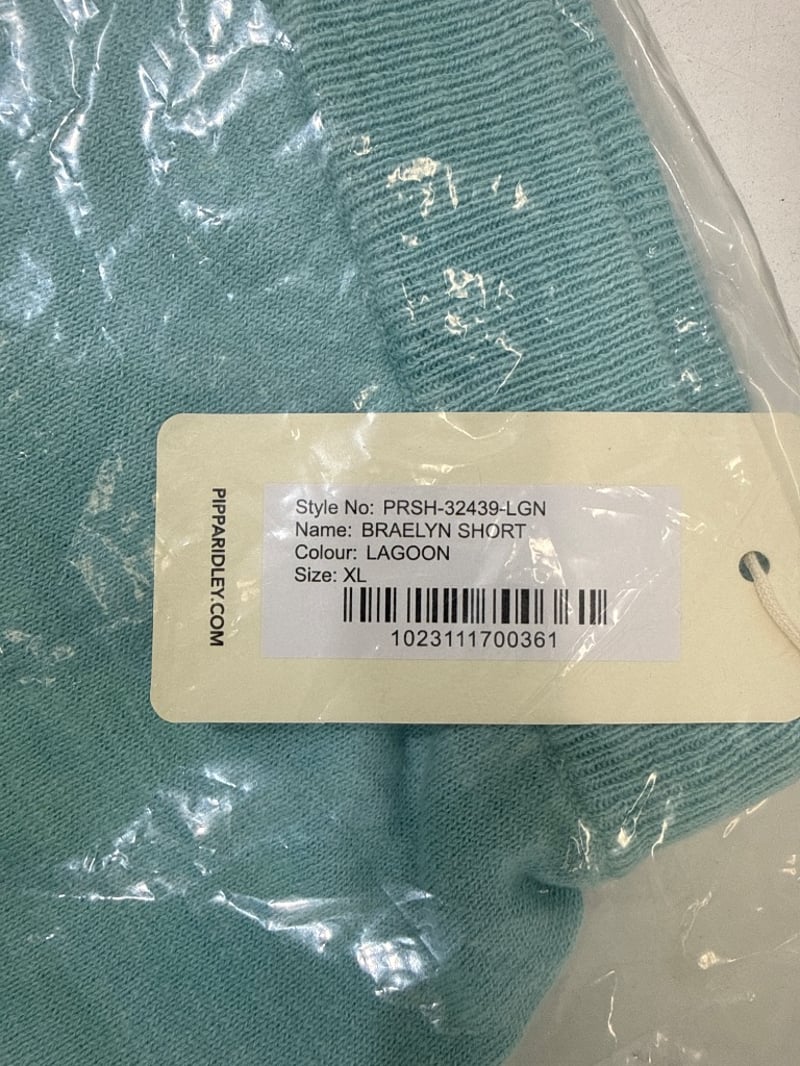 PIPPARIDLEY.COM
Style No: PRSH-32439-LGN
Name: BRAELYN SHORT
Colour: LAGOON
Size: XL
1023111700361